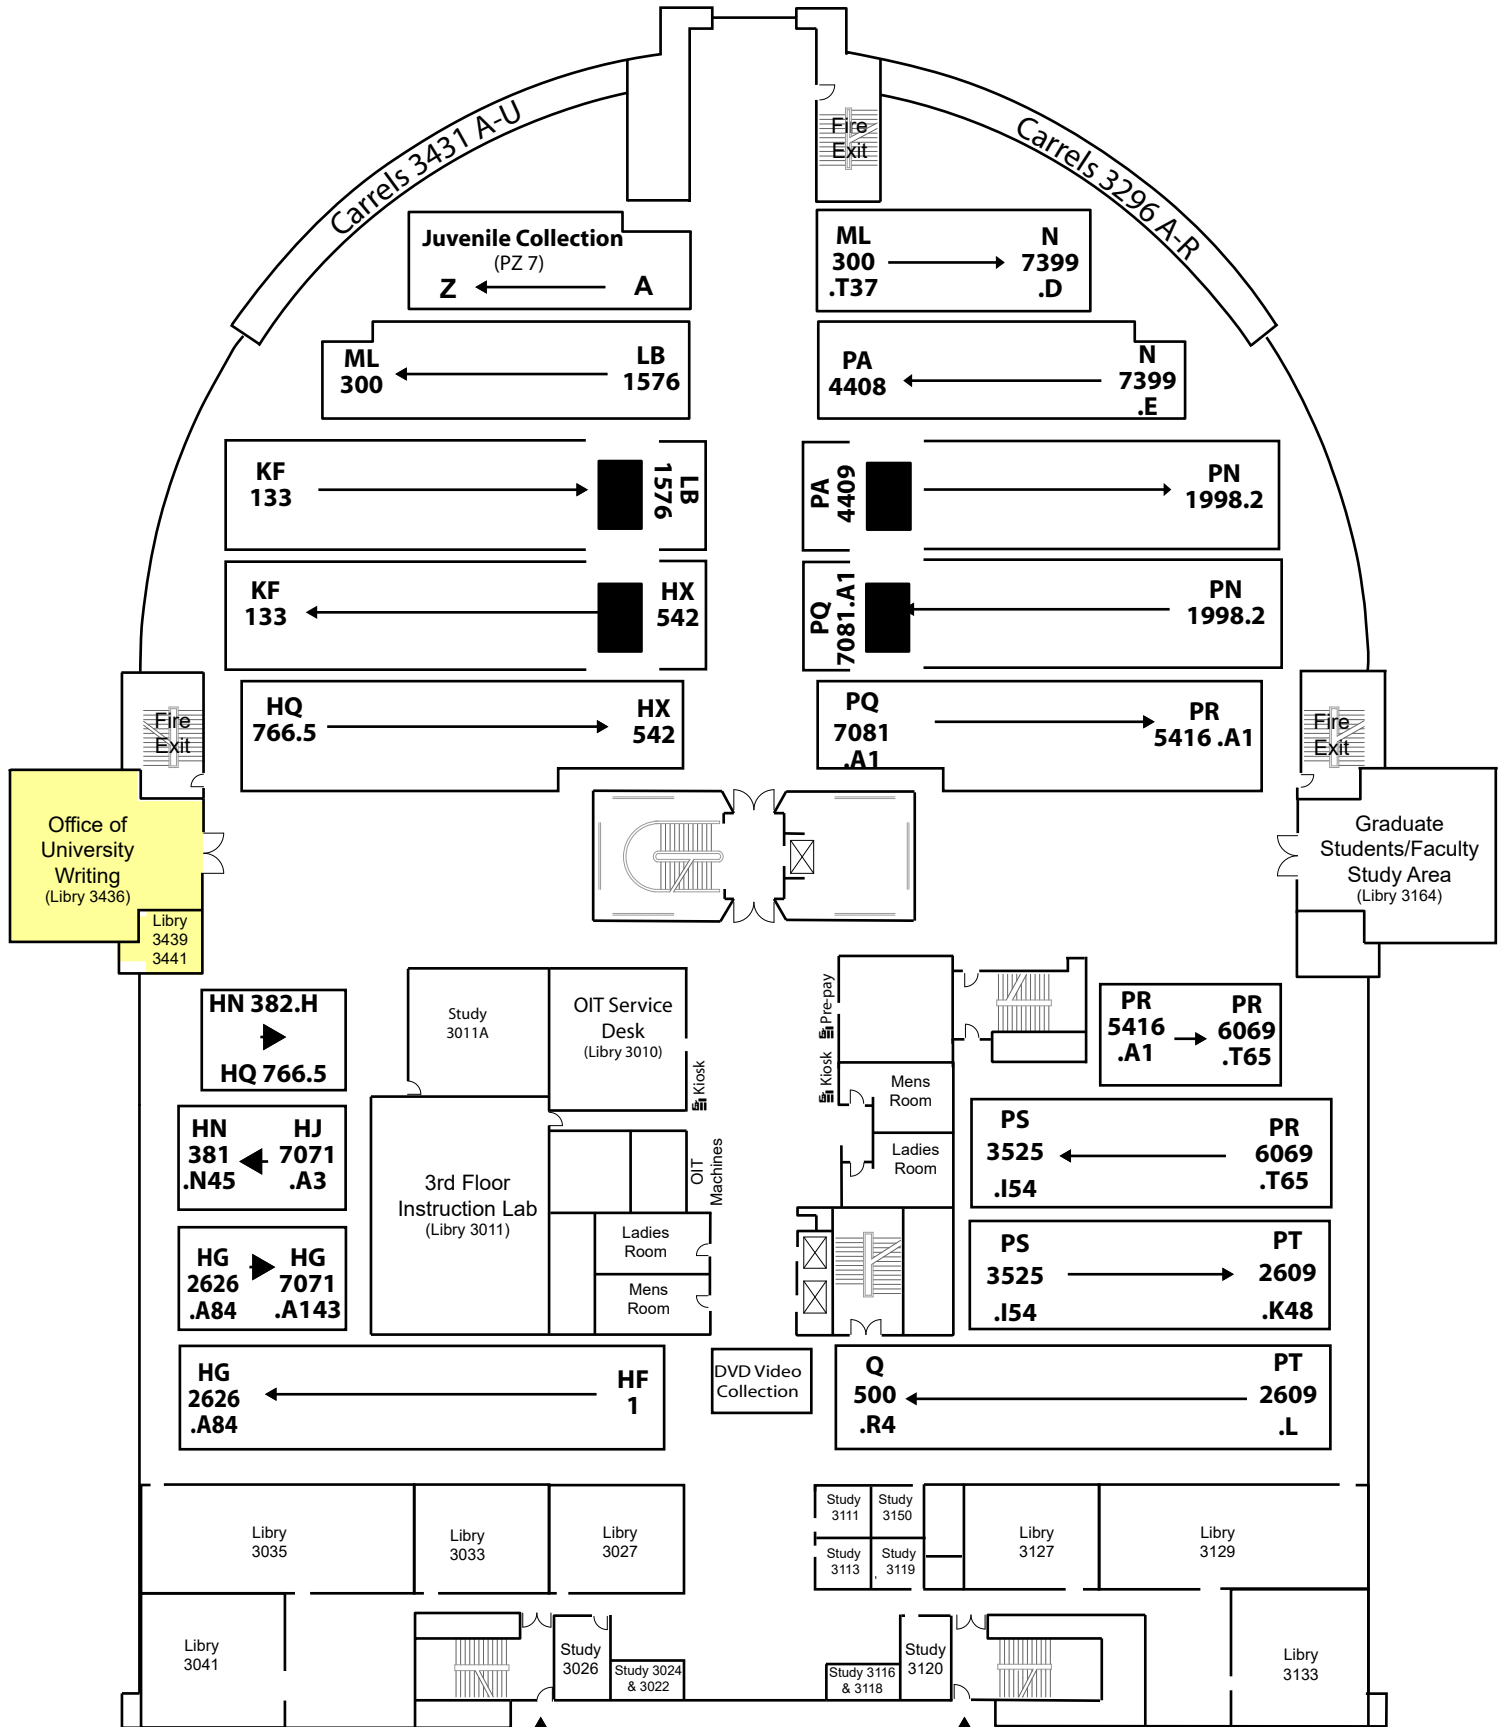 Carrels 3431 A-U
Fire
Exit
Carrels 3296 A-R
Juvenile Collection
(PZ 7)
Z
A
ML
300
.T37
N
7399
.D
ML
300
LB
1576
PA
4408
N
7399
.E
KF
133
LB
1576
PA
4409
PN
1998.2
KF
133
HX
542
PQ
7081.A1
PN
1998.2
HQ
766.5
HX
542
PQ
7081
.A1
PR
5416 .A1
Fire
Exit
Fire
Exit
Office of
University
Writing
(Libry 3436)
Libry
3439
3441
Graduate
Students/Faculty
Study Area
(Libry 3164)
HN 382.H
HQ 766.5
Study
3011A
OIT Service
Desk
(Libry 3010)
Kiosk
Pre-pay
Kiosk
Mens
Room
Ladies
Room
PR
5416
.A1
PR
6069
.T65
HN
381
.N45
HJ
7071
.A3
3rd Floor
Instruction Lab
(Libry 3011)
OIT
Machines
Ladies
Room
Mens
Room
PS
3525
.I54
PR
6069
.T65
HG
2626
.A84
HG
7071
.A143
PS
3525
.I54
PT
2609
.K48
HG
2626
.A84
HF
1
DVD Video
Collection
Q
500
.R4
PT
2609
.L
Libry
3035
Libry
3033
Libry
3027
Study
3111
Study
3150
Study
3113
Study
3119
Libry
3127
Libry
3129
Libry
3041
Study
3026
Study 3024
& 3022
Study 3116
& 3118
Study
3120
Libry
3133